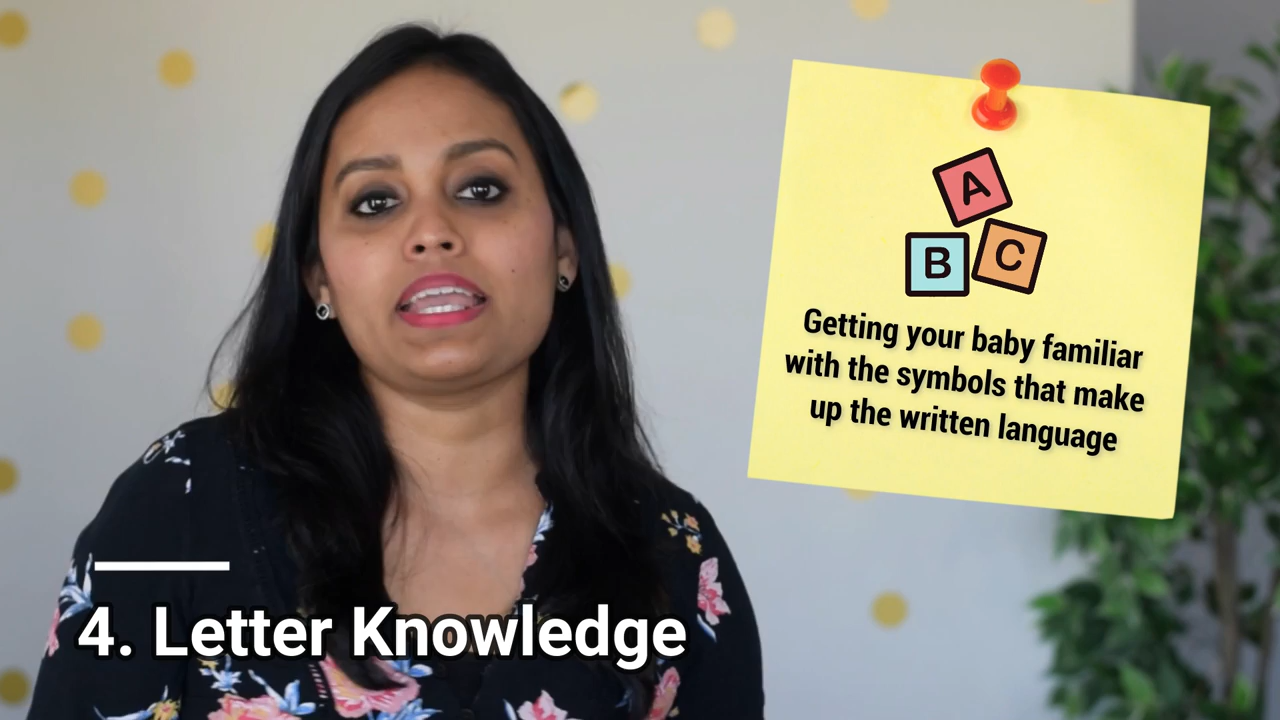 A
B
C
Getting your baby familiar
with the symbols that make
up the written language
4. Letter Knowledge